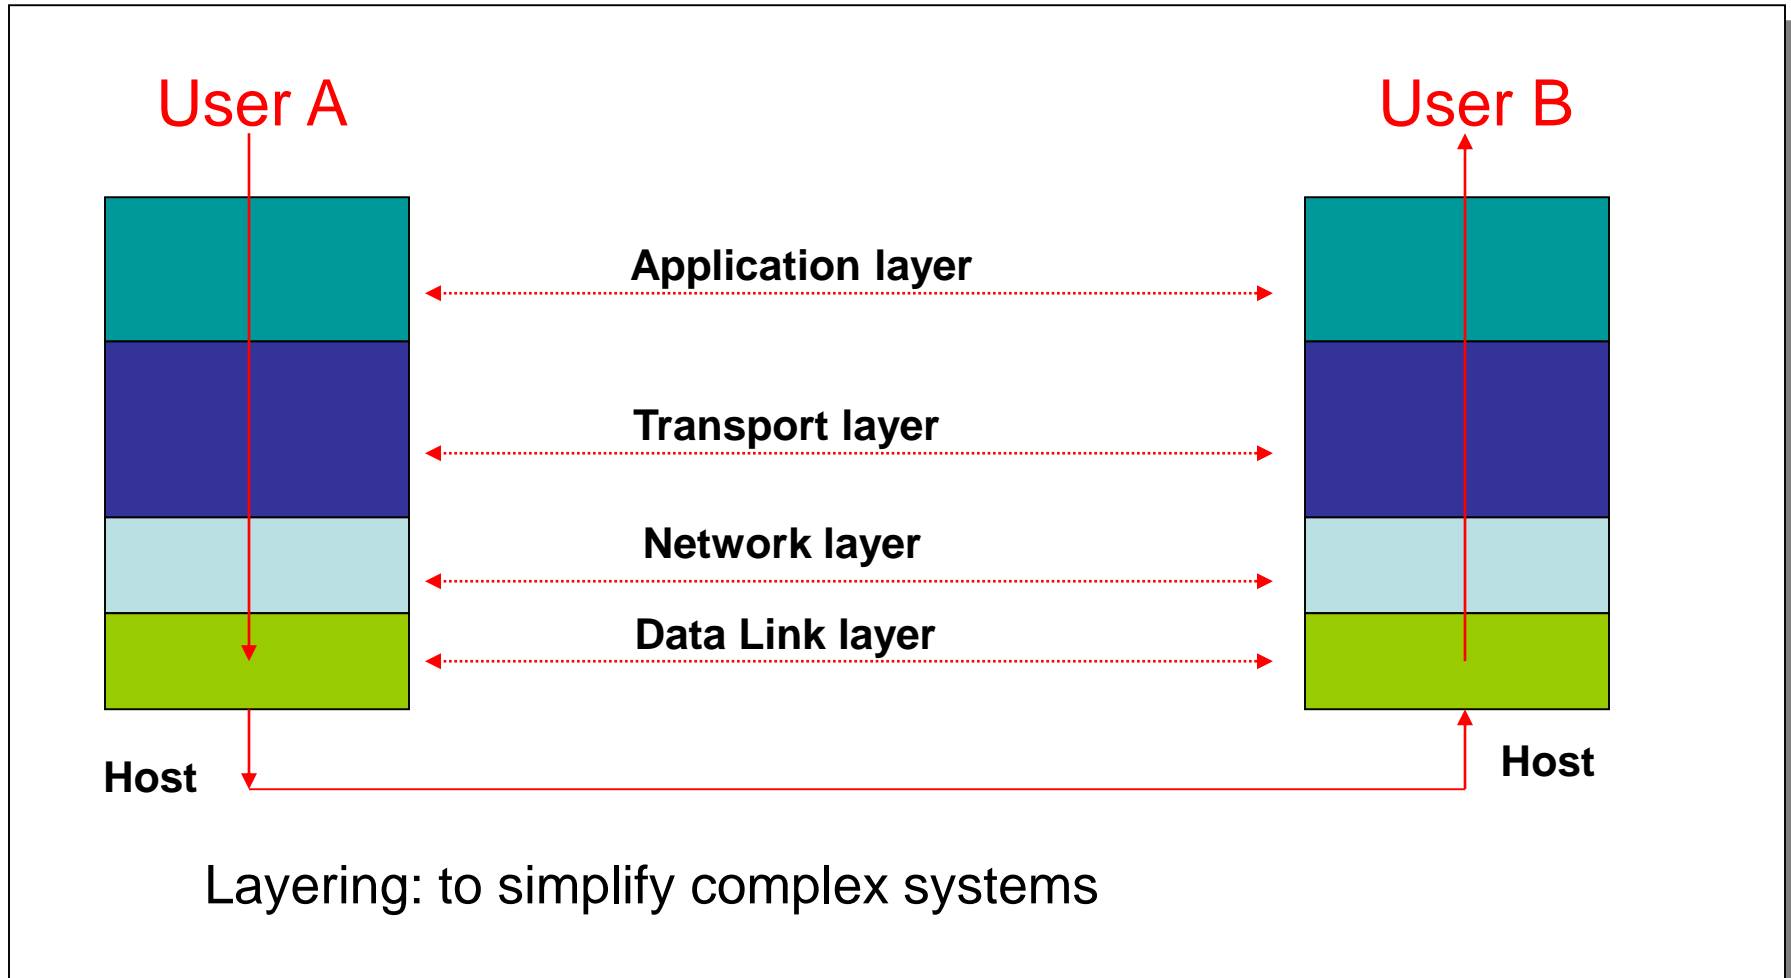 User A
User B
Application layer
Transport layer
Network layer
Data Link layer
Host
Host
Layering: to simplify complex systems